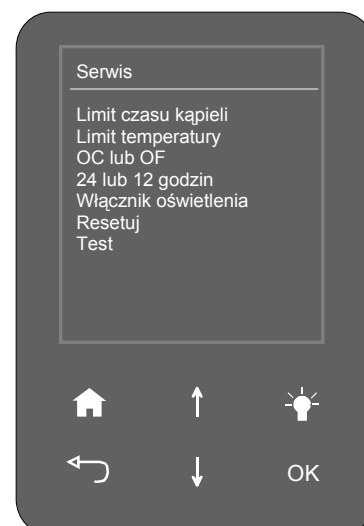 Serwis
Limit czasu kąpieli
Limit temperatury
OC lub OF
24 lub 12 godzin
Włącznik oświetlenia
Resetuj
Test
OK